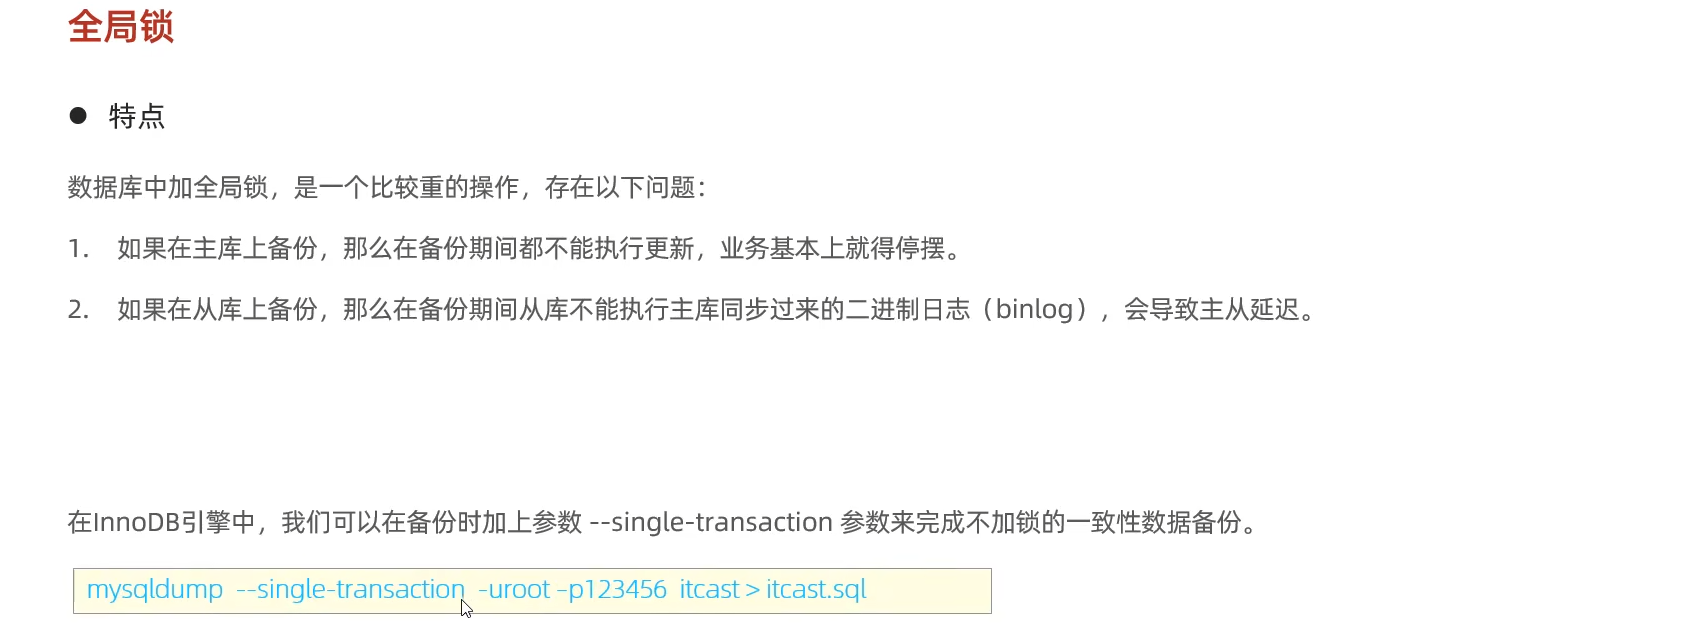 全局锁
● 特点
数据库中加全局锁，是一个比较重的操作，存在以下问题：
1. 如果在主库上备份，那么在备份期间都不能执行更新，业务基本上就得停摆。
2. 如果在从库上备份，那么在备份期间从库不能执行主库同步过来的二进制日志（binlog），会导致主从延迟。
在InnoDB引擎中，我们可以在备份时加上参数 --single-transaction 参数来完成不加锁的一致性数据备份。
mysqldump --single-transaction -uroot –p123456 itcast > itcast.sql